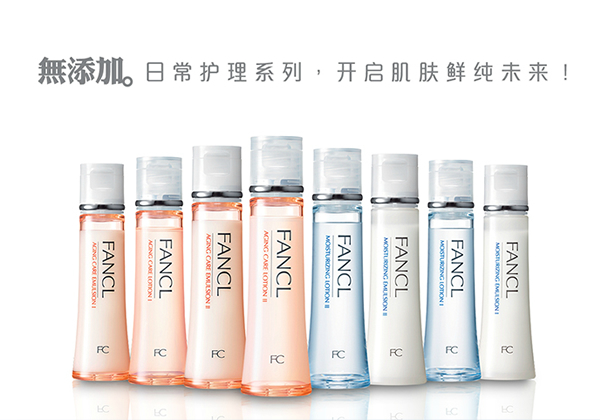 無添加。日常护理系列，开启肌肤鲜纯未来！
FANCL
AGING CARE EMULSION I
FC
FANCL
AGING CARE LOTION I
FC
FANCL
AGING CARE EMULSION II
FC
FANCL
AGING CARE LOTION II
FC
FANCL
MOISTURIZING LOTION II
FC
FANCL
MOISTURIZING EMULSION II
FC
FANCL
MOISTURIZING LOTION I
FC
FANCL
MOISTURIZING EMULSION I
FC